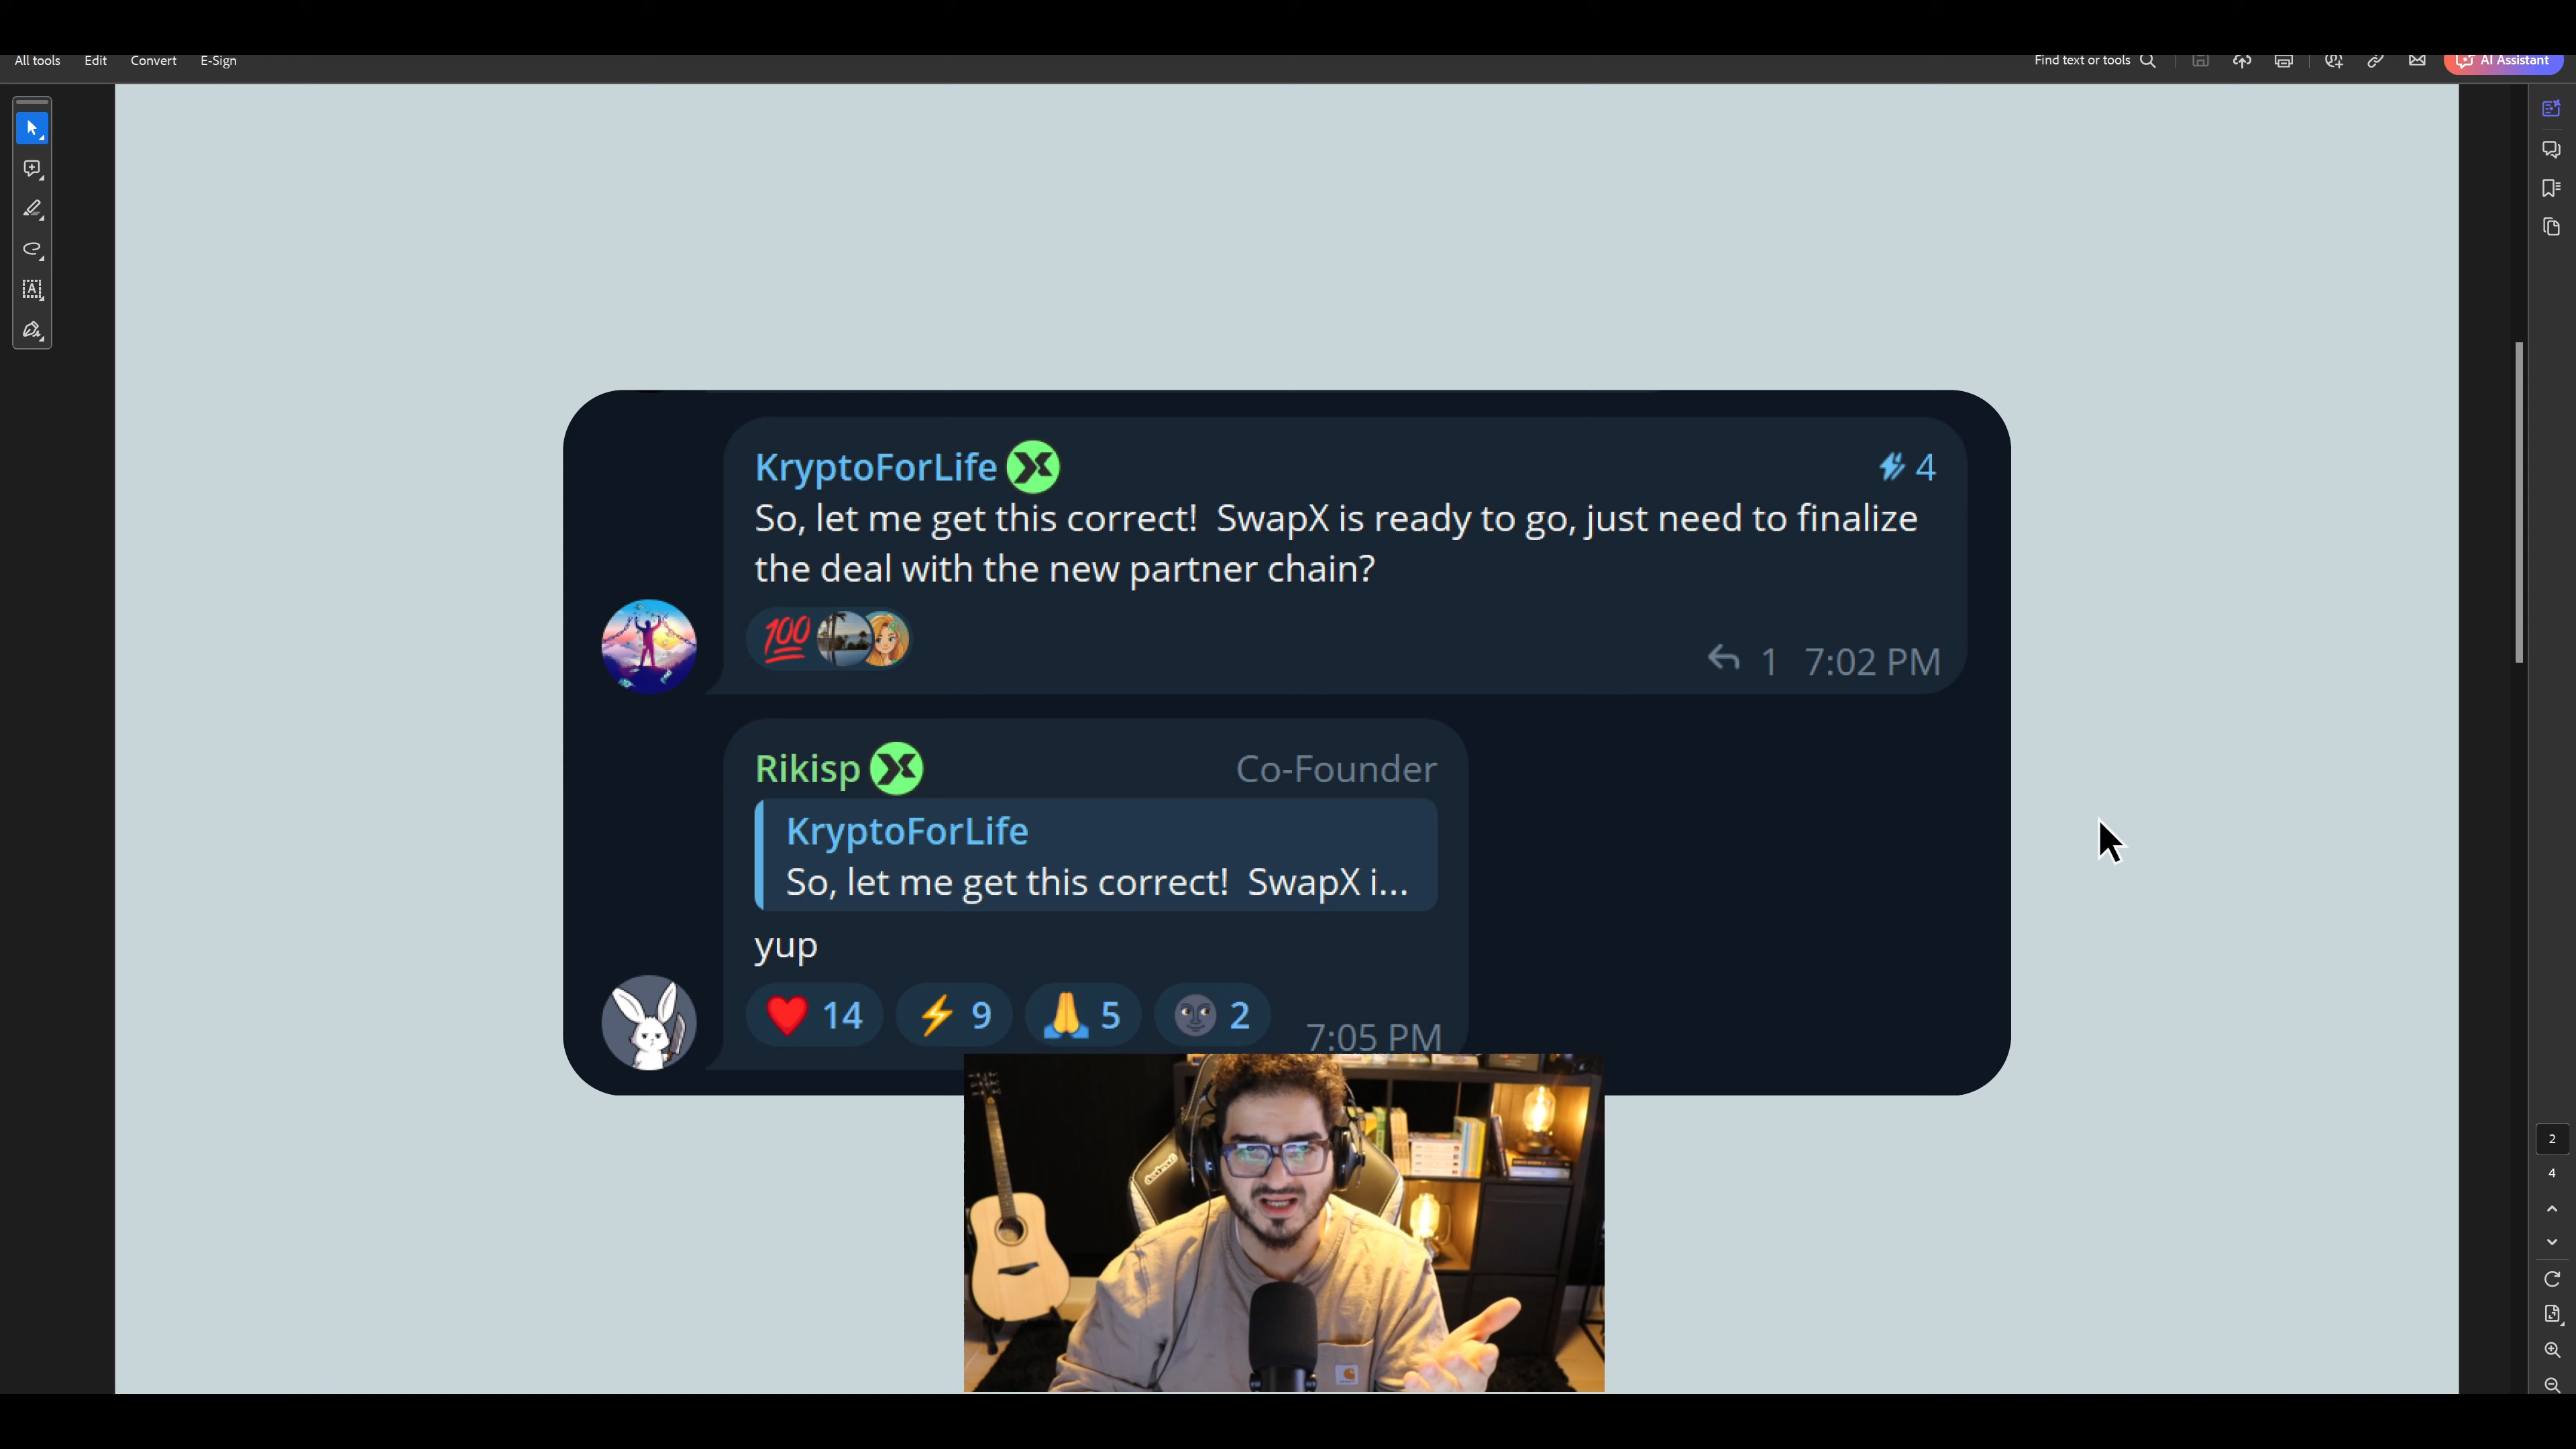 All tools Edit Convert E-Sign
Find text or tools
AI Assistant
KryptoForLife 4
So, let me get this correct!  SwapX is ready to go, just need to finalize
the deal with the new partner chain?
💯
1 7:02 PM
Rikisp Co-Founder
KryptoForLife
So, let me get this correct!  SwapX i...
yup
❤️ 14 ⚡ 9 🙏 5 🌚 2
7:05 PM
2
4